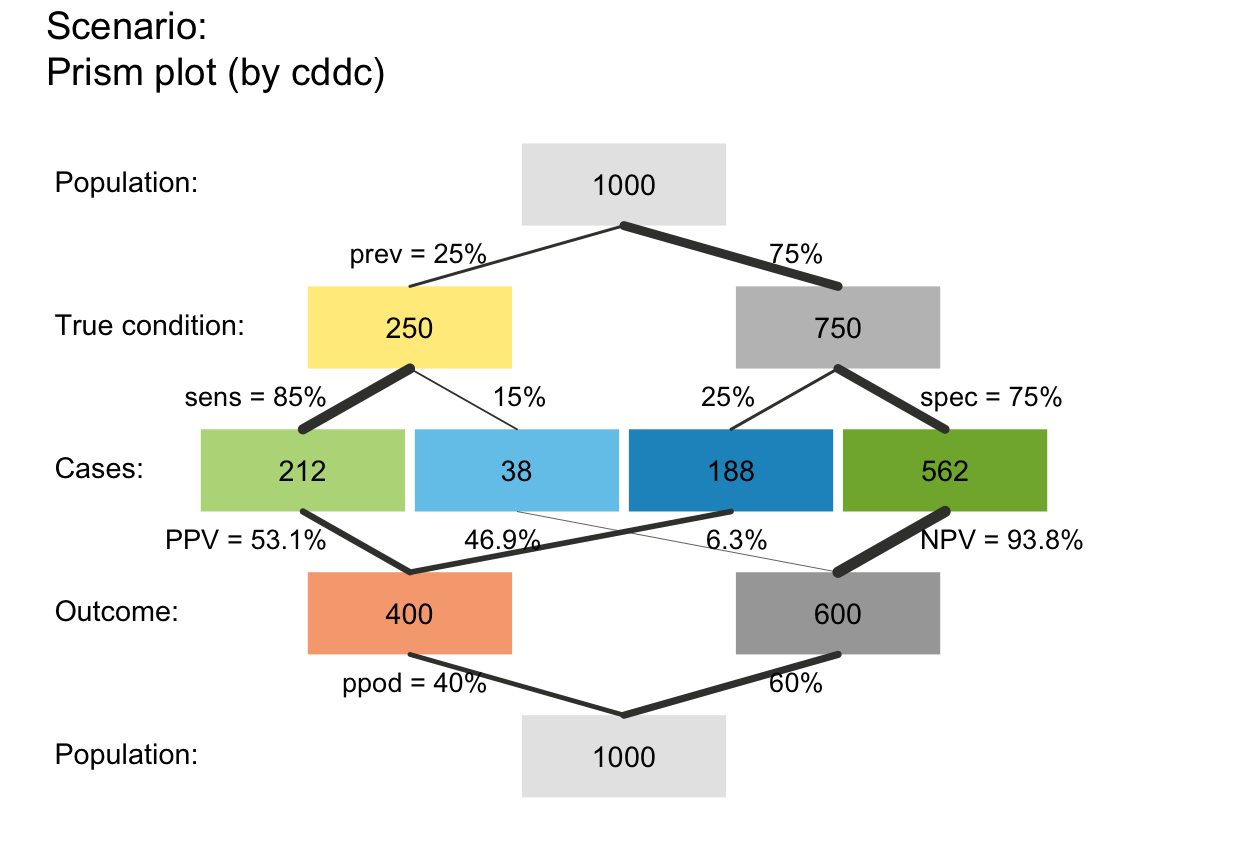 Scenario:
Prism plot (by cddc)
Population:
1000
prev = 25%
75%
True condition:
250
750
sens = 85%
15%
25%
spec = 75%
Cases:
212
38
188
562
PPV = 53.1%
46.9%
6.3%
NPV = 93.8%
Outcome:
400
600
ppod = 40%
60%
Population:
1000